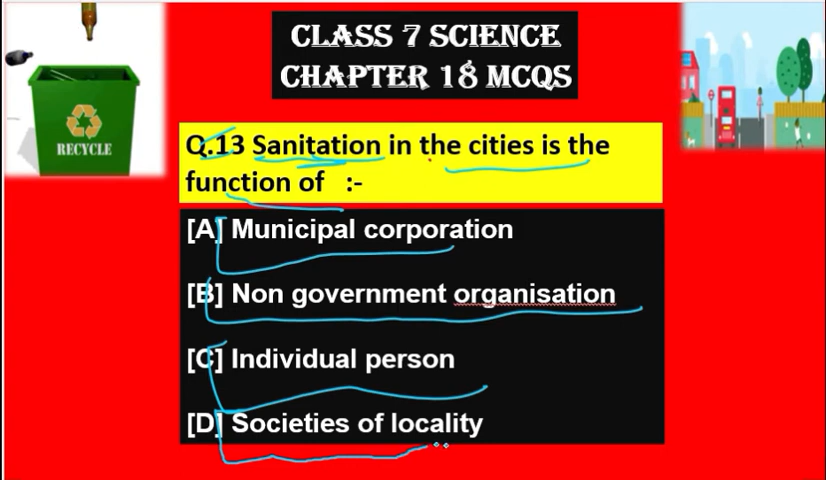 CLASS 7 SCIENCE
CHAPTER 18 MCQS
RECYCLE
Q.13 Sanitation in the cities is the
function of :-
[A] Municipal corporation
[B] Non government organisation
[C] Individual person
[D] Societies of locality